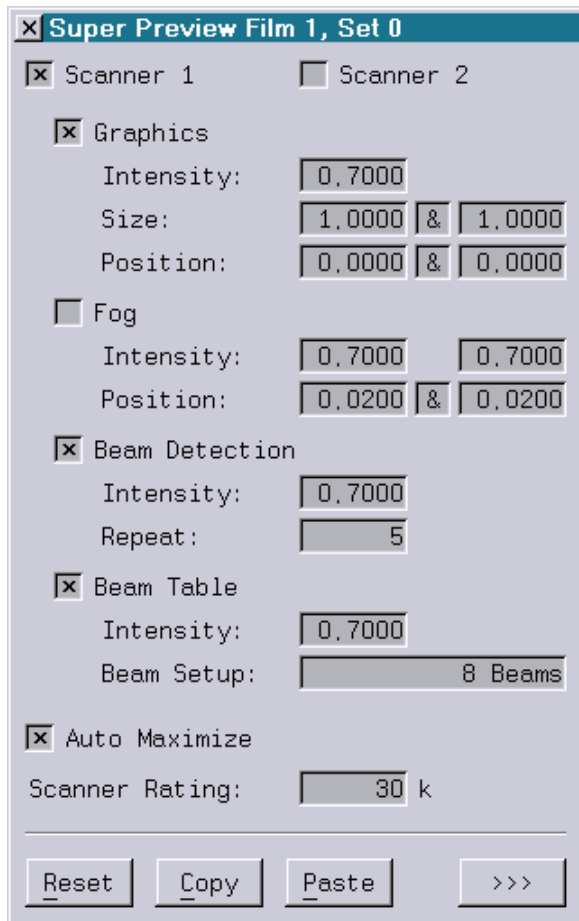 Super Preview Film 1, Set 0
Scanner 1 Scanner 2
Graphics
Intensity: 0.7000
Size: 1.0000 & 1.0000
Position: 0.0000 & 0.0000
Fog
Intensity: 0.7000 0.7000
Position: 0.0200 & 0.0200
Beam Detection
Intensity: 0.7000
Repeat: 5
Beam Table
Intensity: 0.7000
Beam Setup: 8 Beams
Auto Maximize
Scanner Rating: 30 k
Reset Copy Paste >>>